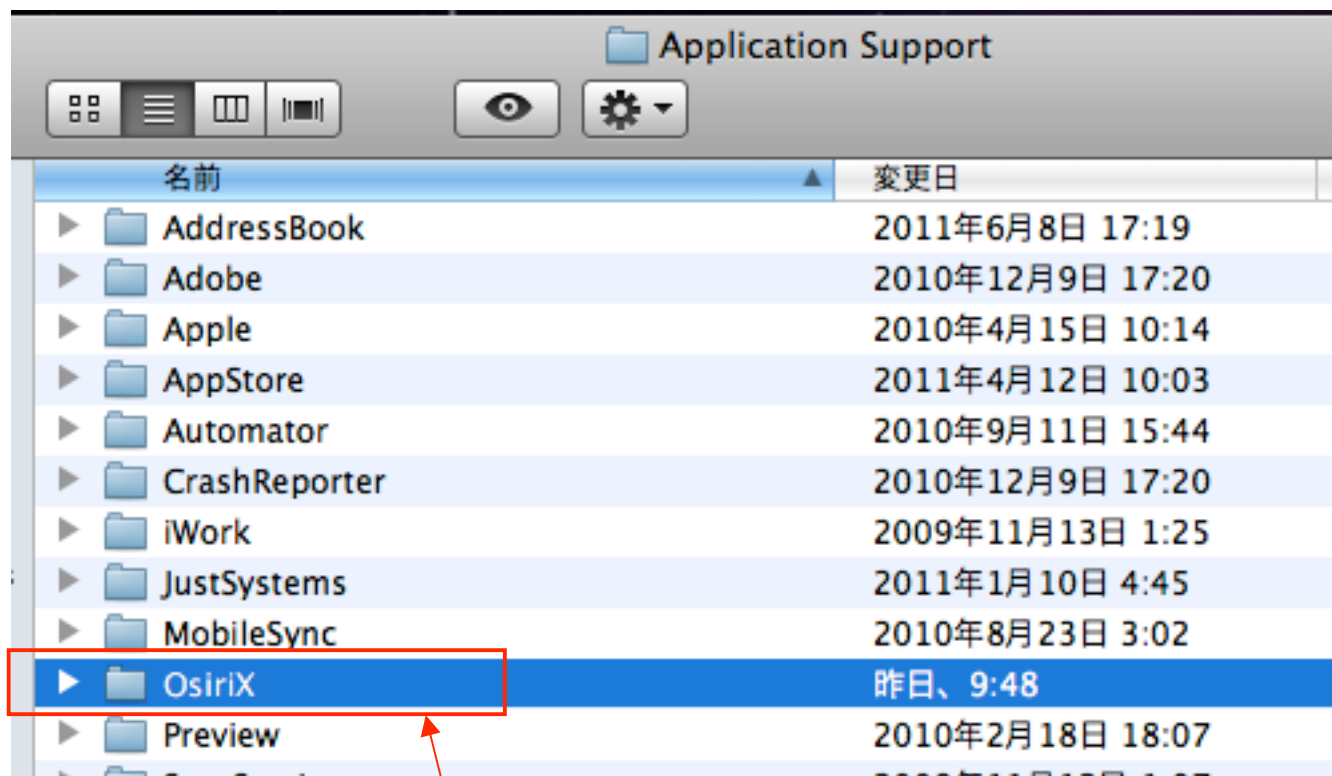 Application Support
名前 変更日
AddressBook 2011年6月8日 17:19
Adobe 2010年12月9日 17:20
Apple 2010年4月15日 10:14
AppStore 2011年4月12日 10:03
Automator 2010年9月11日 15:44
CrashReporter 2010年12月9日 17:20
iWork 2009年11月13日 1:25
JustSystems 2011年1月10日 4:45
MobileSync 2010年8月23日 3:02
OsiriX 昨日、9:48
Preview 2010年2月18日 18:07